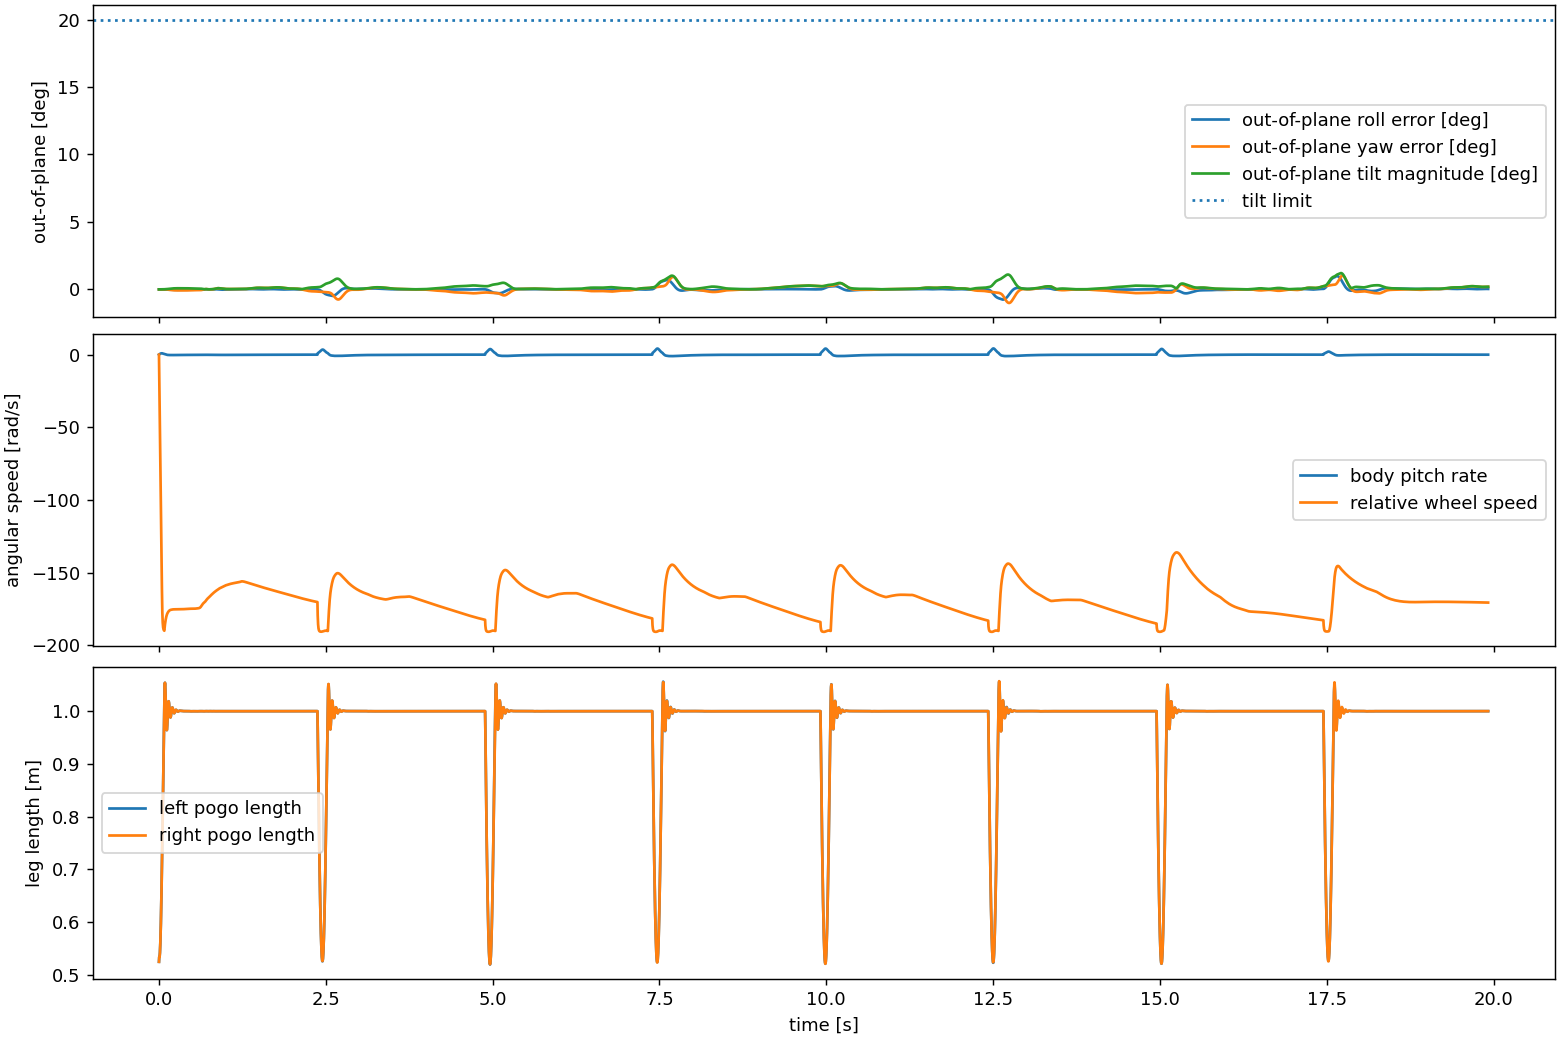 out-of-plane [deg]
20
15
10
5
0
out-of-plane roll error [deg]
out-of-plane yaw error [deg]
out-of-plane tilt magnitude [deg]
tilt limit
angular speed [rad/s]
0
−50
−100
−150
−200
body pitch rate
relative wheel speed
leg length [m]
1.0
0.9
0.8
0.7
0.6
0.5
left pogo length
right pogo length
0.0 2.5 5.0 7.5 10.0 12.5 15.0 17.5 20.0
time [s]